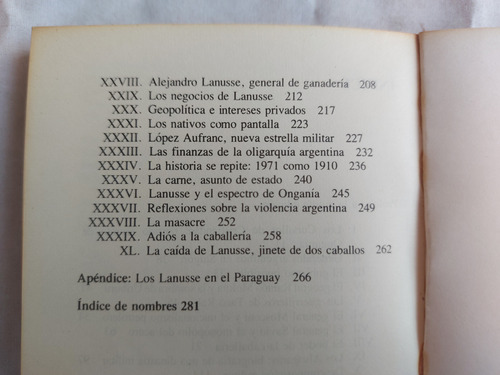 XXVIII. Alejandro Lanusse, general de ganadería 208
XXIX. Los negocios de Lanusse 212
XXX. Geopolítica e intereses privados 217
XXXI. Los nativos como pantalla 223
XXXII. López Aufranc, nueva estrella militar 227
XXXIII. Las finanzas de la oligarquía argentina 232
XXXIV. La historia se repite: 1971 como 1910 236
XXXV. La carne, asunto de estado 240
XXXVI. Lanusse y el espectro de Onganía 245
XXXVII. Reflexiones sobre la violencia argentina 249
XXXVIII. La masacre 252
XXXIX. Adiós a la caballería 258
XL. La caída de Lanusse, jinete de dos caballos 262
Apéndice: Los Lanusse en el Paraguay 266
Índice de nombres 281